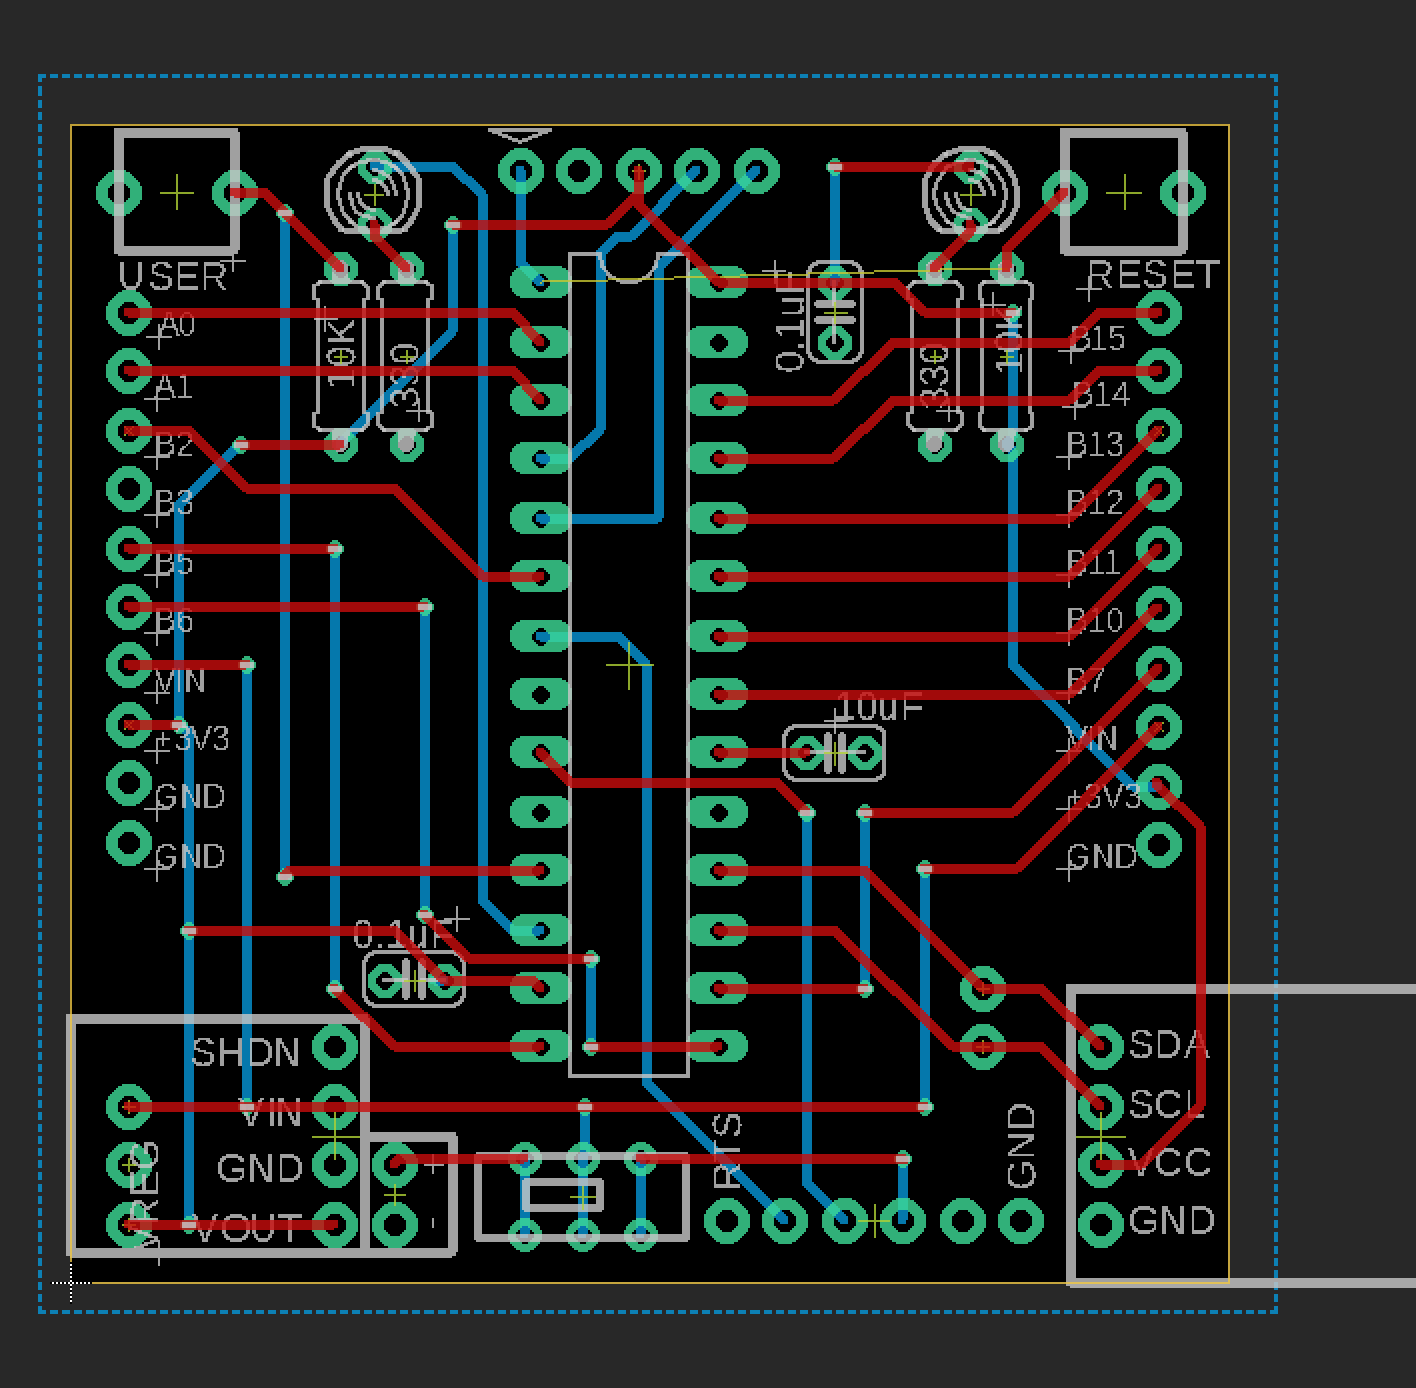 USER
RESET
A0
A1
B2
B3
B5
B6
VIN
+3V3
GND
GND
10K
330
0.1uF
330
10K
B15
B14
B13
B12
B11
B10
B7
VIN
+3V3
GND
10uF
0.1uF
SHDN
VIN
GND
VOUT
VREG
+
-
RTS
GND
SDA
SCL
VCC
GND